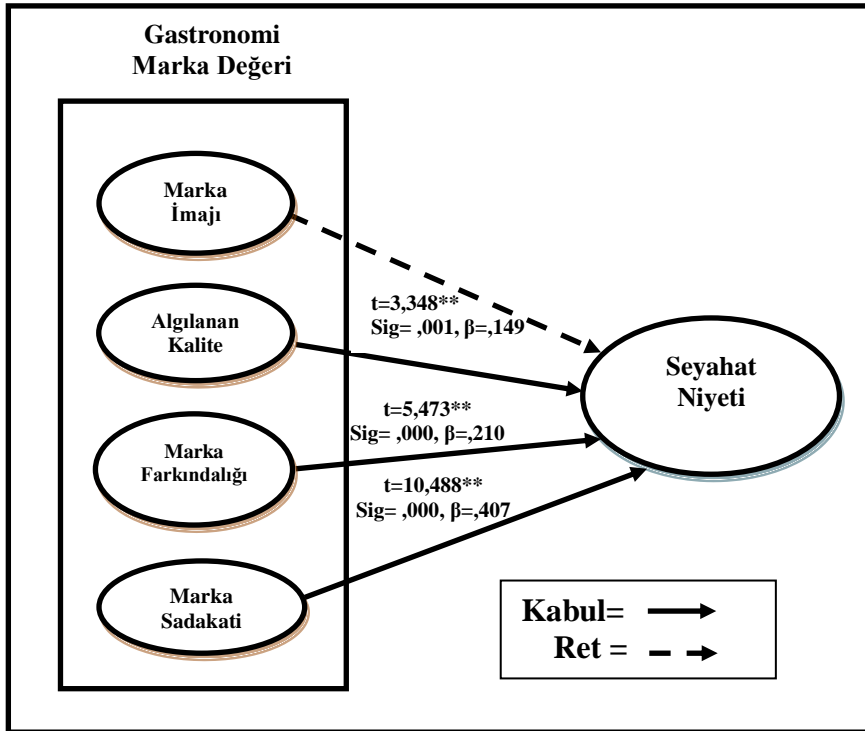 Gastronomi
Marka Değeri
Marka
İmajı
t=3,348**
Sig= ,001, β=,149
Algılanan
Kalite
Seyahat
Niyeti
t=5,473**
Sig= ,000, β=,210
Marka
Farkındalığı
t=10,488**
Sig= ,000, β=,407
Marka
Sadakati
Kabul=
Ret =